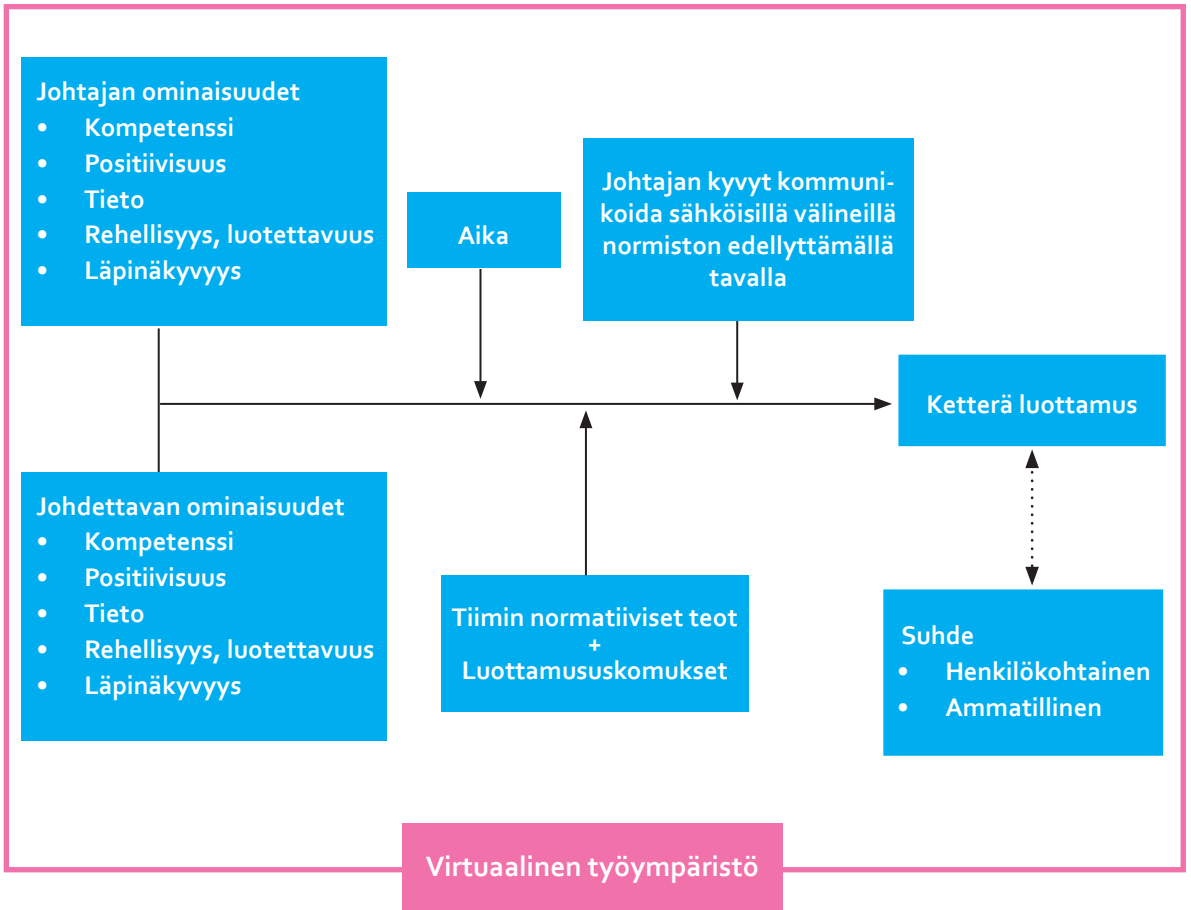 Johtajan ominaisuudet
• Kompetenssi
• Positiivisuus
• Tieto
• Rehellisyys, luotettavuus
• Läpinäkyvyys
Aika
Johtajan kyvyt kommuni-
koida sähköisillä välineillä
normiston edellyttämällä
tavalla
Ketterä luottamus
Johdettavan ominaisuudet
• Kompetenssi
• Positiivisuus
• Tieto
• Rehellisyys, luotettavuus
• Läpinäkyvyys
Tiimin normatiiviset teot
+
Luottamususkomukset
Suhde
• Henkilökohtainen
• Ammatillinen
Virtuaalinen työympäristö